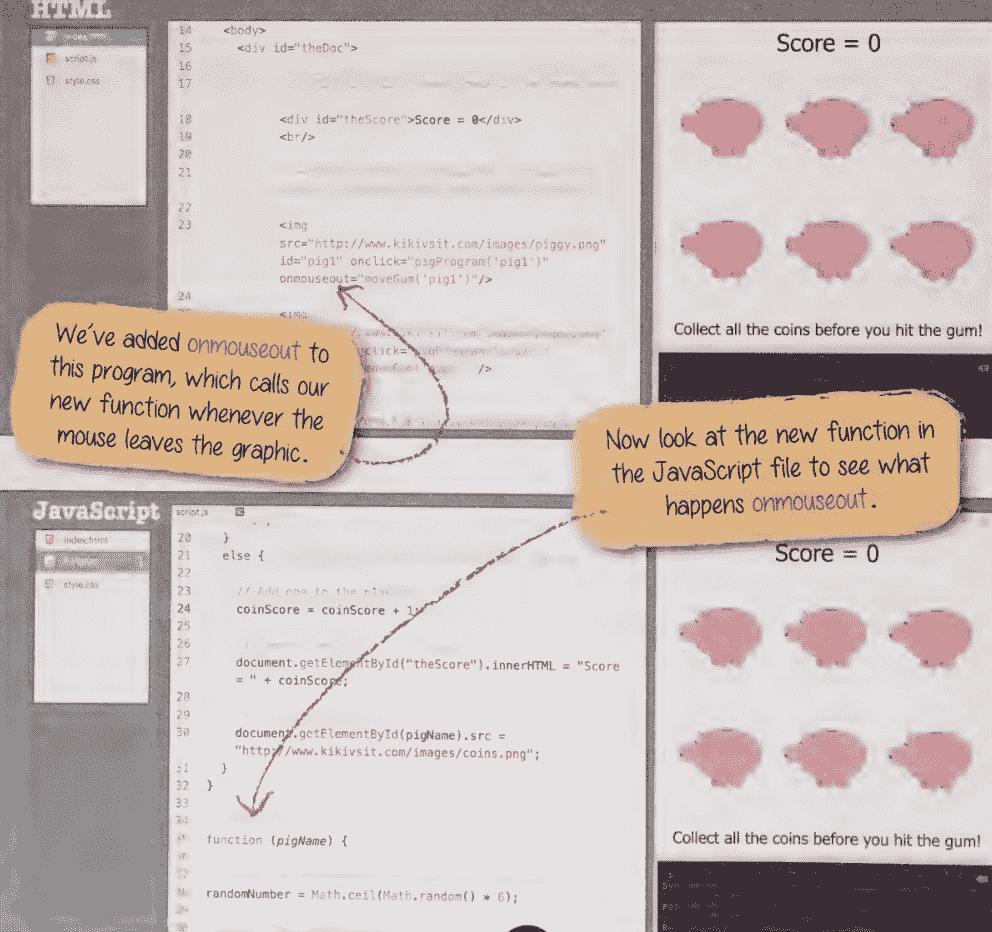 HTML
script.js
style.css
14 <body>
15 <div id="theDoc">
16
17
18 <div id="theScore">Score = 0</div>
19 <br/>
20
21
22
23 <img
src="http://www.kikivsit.com/images/piggy.png"
id="pig1" onclick="pigProgram('pig1')"
onmouseout="moveGum('pig1')"/>
24
<img
/>
Score = 0
Collect all the coins before you hit the gum!
We've added onmouseout to
this program, which calls our
new function whenever the
mouse leaves the graphic.
Now look at the new function in
the JavaScript file to see what
happens onmouseout.
JavaScript
index.html
style.css
script.js
20 }
21 else {
22
23 // Add one to the
24 coinScore = coinScore + 1;
25
26
27 document.getElementById("theScore").innerHTML = "Score
= " + coinScore;
28
29
30 document.getElementById(pigName).src =
"http://www.kikivsit.com/images/coins.png";
31 }
32 }
33
function (pigName) {
randomNumber = Math.ceil(Math.random() * 6);
Score = 0
Collect all the coins before you hit the gum!